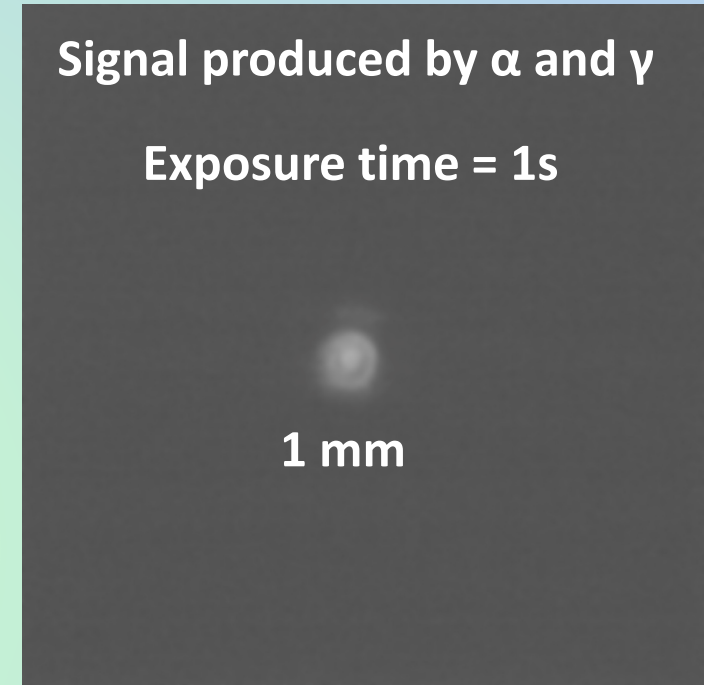 Signal produced by α and γ
Exposure time = 1s
1 mm